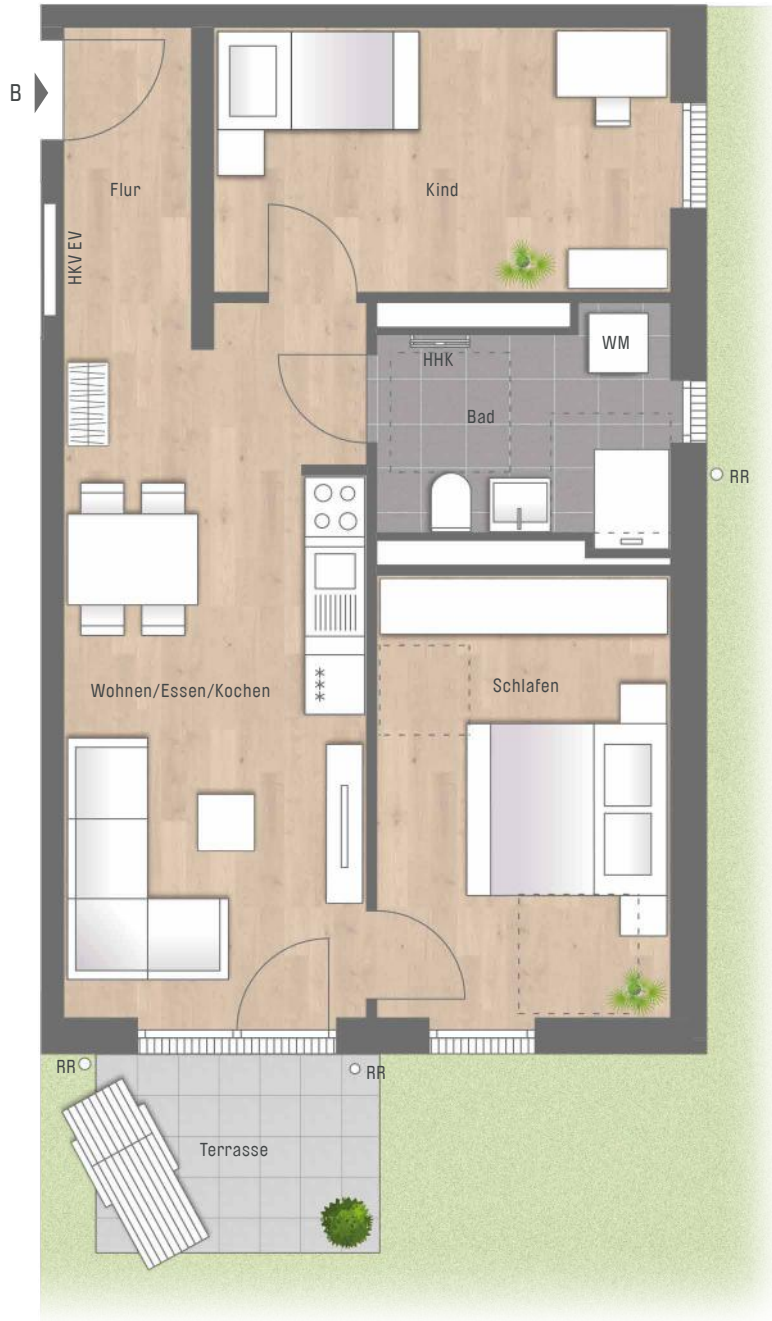 B
Flur
Kind
HKV EV
WM
HHK
Bad
RR
Wohnen/Essen/Kochen
Schlafen
RR
RR
Terrasse